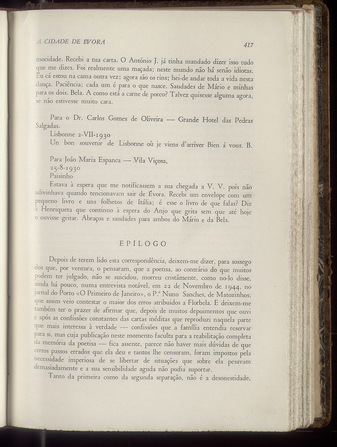 A CIDADE DE EVORA 417
mocidade. Recebi a tua carta. O António J. já tinha mandado dizer isso tudo
que me dizes. Foi realmente uma maçada; neste mundo não há senão idiotas.
Eu cá estou na cama outra vez; agora são os rins; hei-de andar toda a vida nesta
dança. Paciência; cada um é para o que nasce. Saudades de Mário e minhas
para os dois. Bela. A como está a carne de porco? Talvez quisesse alguma agora,
se não estivesse muito cara.
Para o Dr. Carlos Gomes de Oliveira — Grande Hotel das Pedras
Salgadas.
Lisbonne 2-VII-1930
Un bon souvenir de Lisbonne où je viens d'arriver Bien à vous. B.
Para João Maria Espanca — Vila Viçosa,
25-8-1930
Paisinho
Estava à espera que me notificassem a sua chegada a V. V. pois não
adivinhava quando tencionavam sair de Évora. Recebi um envelope com um
pequeno livro e uns folhetos de Itália; é esse o livro de que falas? Diz
à Henriqueta que continuo à espera do Anjo que grita sem que até hoje
o ouvisse gritar. Abraços e saudades para ambos do Mário e da Bela.
EPÍLOGO
Depois de terem lido esta correspondência, deixem-me dizer, para sossego
dos que, por ventura, o pensaram, que a poetisa, ao contrário do que muitos
podem ter julgado, não se suicidou, morreu cristãmente, como no-lo disse,
ainda há pouco, numa entrevista notável, em 22 de Novembro de 1944, no
jornal do Porto «O Primeiro de Janeiro», o P.e Nuno Sanches, de Matosinhos,
que assim veio contestar o maior dos erros atribuídos a Florbela. E deixem-me
também ter o prazer de afirmar que, depois de muitos depoimentos que ouvi
e após as confissões constantes das cartas inéditas que reproduzi naquela parte
que mais interessa à verdade — confissões que a família entendia reservar
para si, mas cuja publicação neste momento faculta para a reabilitação completa
da memória da poetisa — fica assente, parece não haver mais dúvidas de que
certos passos errados que ela deu e tantos lhe censuram, foram impostos pela
necessidade imperiosa de se libertar de situações que sobre ela pesavam
demasiadamente e a sua sensibilidade aguda não podia suportar.
Tanto da primeira como da segunda separação, não é a desonestidade,